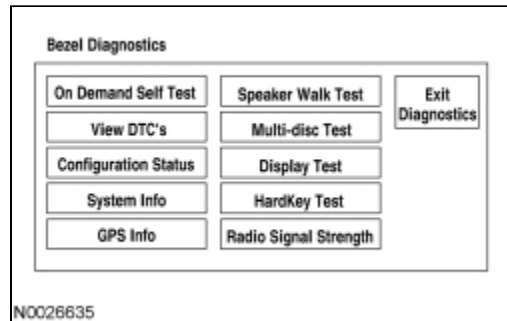 Bezel Diagnostics
On Demand Self Test
View DTC's
Configuration Status
System Info
GPS Info
Speaker Walk Test
Multi-disc Test
Display Test
HardKey Test
Radio Signal Strength
Exit
Diagnostics
N0026635